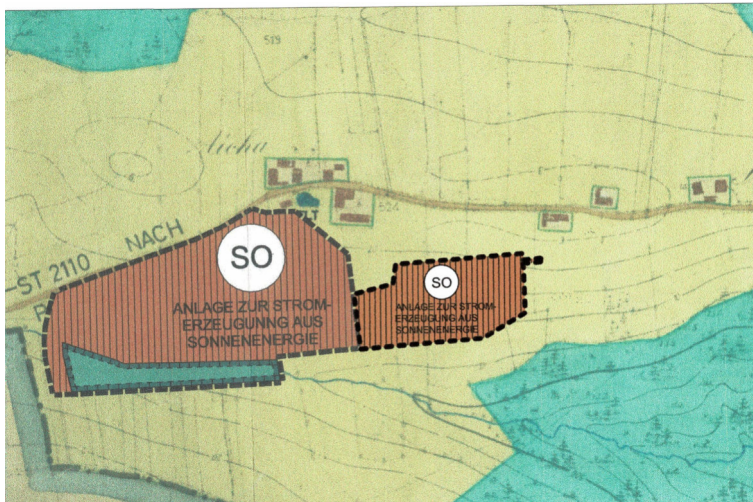 519
Aicha
524
ST 2110 NACH
SO
ANLAGE ZUR STROM-
ERZEUGUNNG AUS
SONNENENERGIE
SO
ANLAGE ZUR STROM-
ERZEUGUNG AUS
SONNENENERGIE